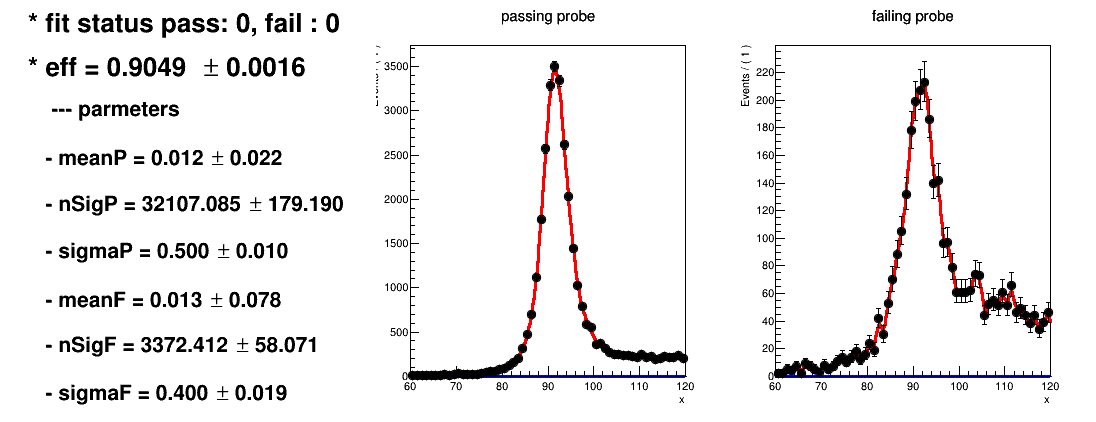 * fit status pass: 0, fail : 0
* eff = 0.9049 ± 0.0016
--- parmeters
- meanP = 0.012 ± 0.022
- nSigP = 32107.085 ± 179.190
- sigmaP = 0.500 ± 0.010
- meanF = 0.013 ± 0.078
- nSigF = 3372.412 ± 58.071
- sigmaF = 0.400 ± 0.019
passing probe
3500
3000
2500
2000
1500
1000
500
0
60 70 80 90 100 110 120
x
failing probe
Events / ( 1 )
220
200
180
160
140
120
100
80
60
40
20
0
60 70 80 90 100 110 120
x